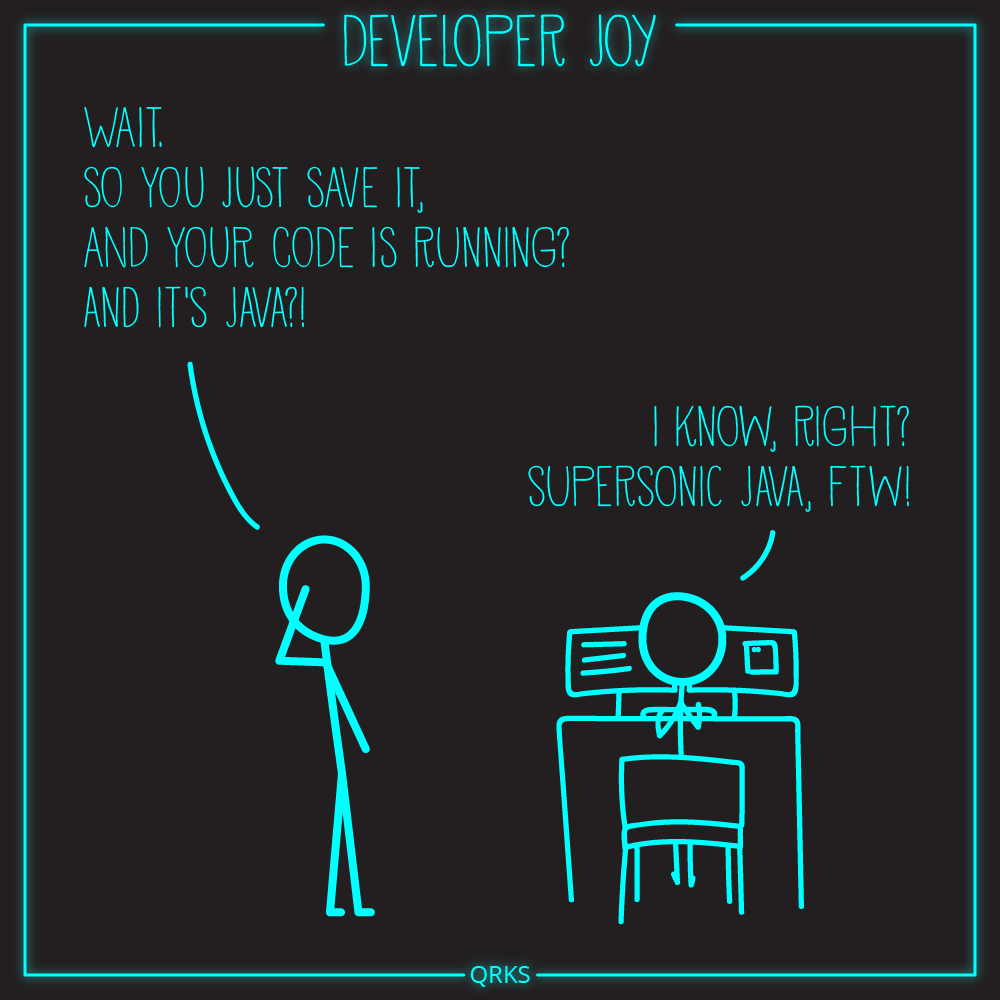 DEVELOPER JOY
WAIT.
SO YOU JUST SAVE IT,
AND YOUR CODE IS RUNNING?
AND IT'S JAVA?!
I KNOW, RIGHT?
SUPERSONIC JAVA, FTW!
QRKS